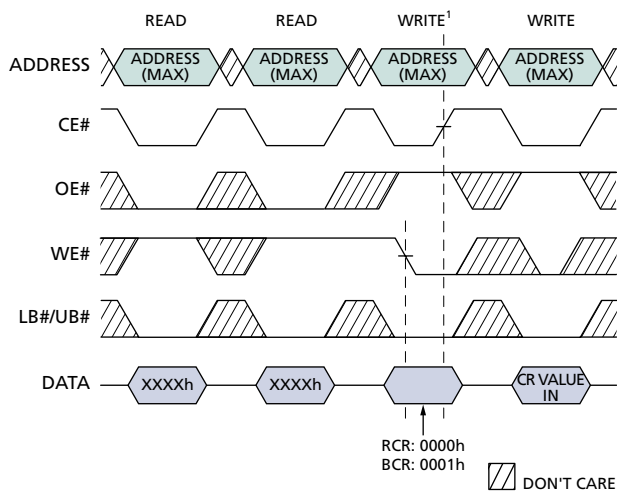 READ READ WRITE¹ WRITE
ADDRESS
ADDRESS
(MAX)
ADDRESS
(MAX)
ADDRESS
(MAX)
ADDRESS
(MAX)
CE#
OE#
WE#
LB#/UB#
DATA
XXXXh
XXXXh
CR VALUE
IN
RCR: 0000h
BCR: 0001h
DON'T CARE